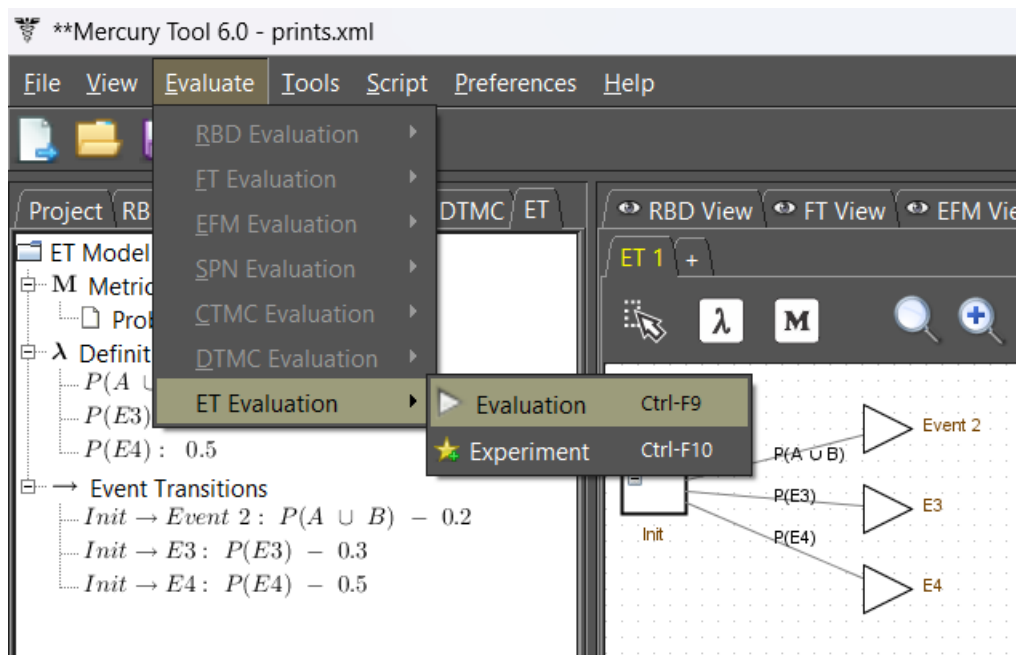 **Mercury Tool 6.0 - prints.xml
File View Evaluate Tools Script Preferences Help
RBD Evaluation
FT Evaluation
EFM Evaluation
SPN Evaluation
CTMC Evaluation
DTMC Evaluation
ET Evaluation
Evaluation Ctrl-F9
Experiment Ctrl-F10
Project RB DTMC ET
ET Model
M Metric
Prob
λ Definit
P(A ∪
P(E3)
P(E4) : 0.5
→ Event Transitions
Init → Event 2 : P(A ∪ B) − 0.2
Init → E3 : P(E3) − 0.3
Init → E4 : P(E4) − 0.5
RBD View FT View EFM Vie
ET 1 +
λ M
Event 2
P(A ∪ B)
P(E3) E3
Init
P(E4)
E4